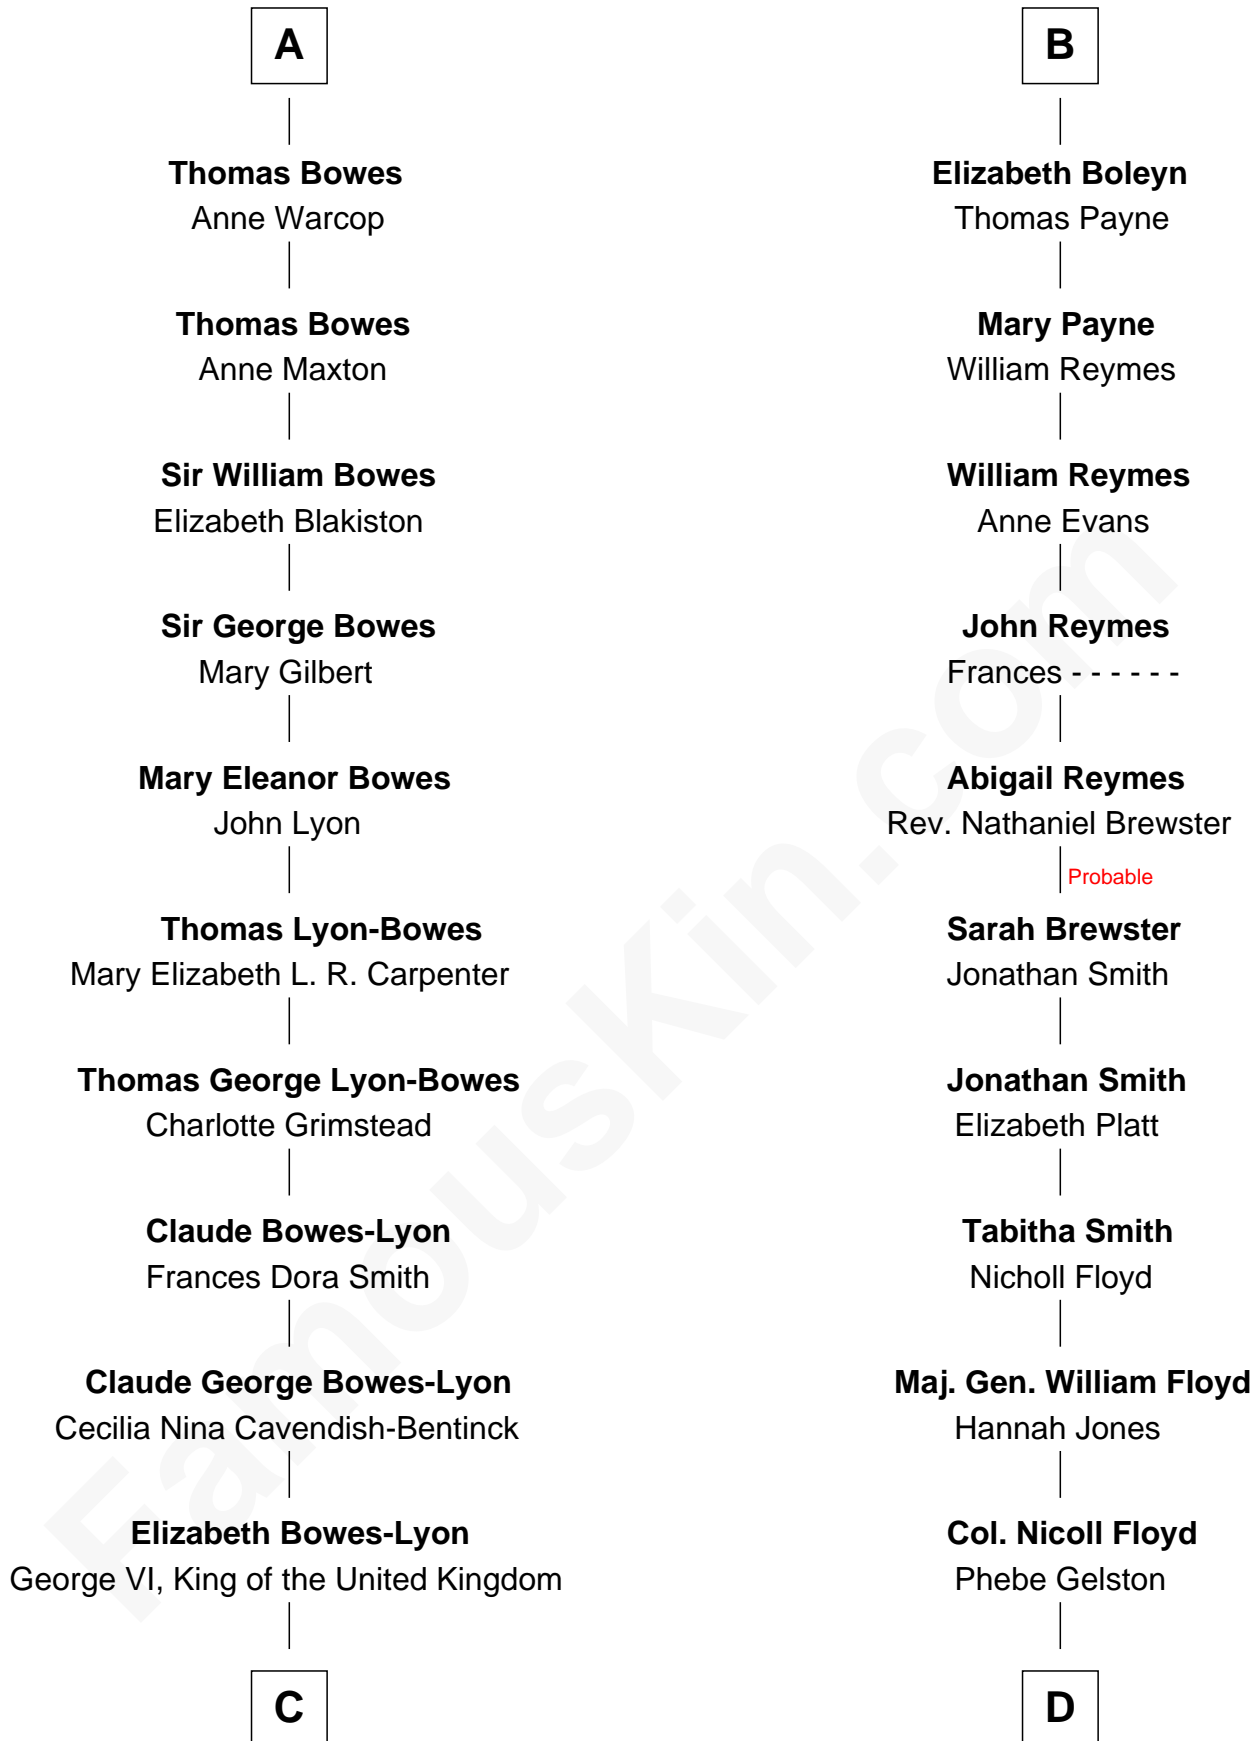 A
Thomas Bowes
Anne Warcop
Thomas Bowes
Anne Maxton
Sir William Bowes
Elizabeth Blakiston
Sir George Bowes
Mary Gilbert
Mary Eleanor Bowes
John Lyon
Thomas Lyon-Bowes
Mary Elizabeth L. R. Carpenter
Thomas George Lyon-Bowes
Charlotte Grimstead
Claude Bowes-Lyon
Frances Dora Smith
Claude George Bowes-Lyon
Cecilia Nina Cavendish-Bentinck
Elizabeth Bowes-Lyon
George VI, King of the United Kingdom
C
B
Elizabeth Boleyn
Thomas Payne
Mary Payne
William Reymes
William Reymes
Anne Evans
John Reymes
Frances - - - - - -
Abigail Reymes
Rev. Nathaniel Brewster
Probable
Sarah Brewster
Jonathan Smith
Jonathan Smith
Elizabeth Platt
Tabitha Smith
Nicholl Floyd
Maj. Gen. William Floyd
Hannah Jones
Col. Nicoll Floyd
Phebe Gelston
D
FamousKin.com